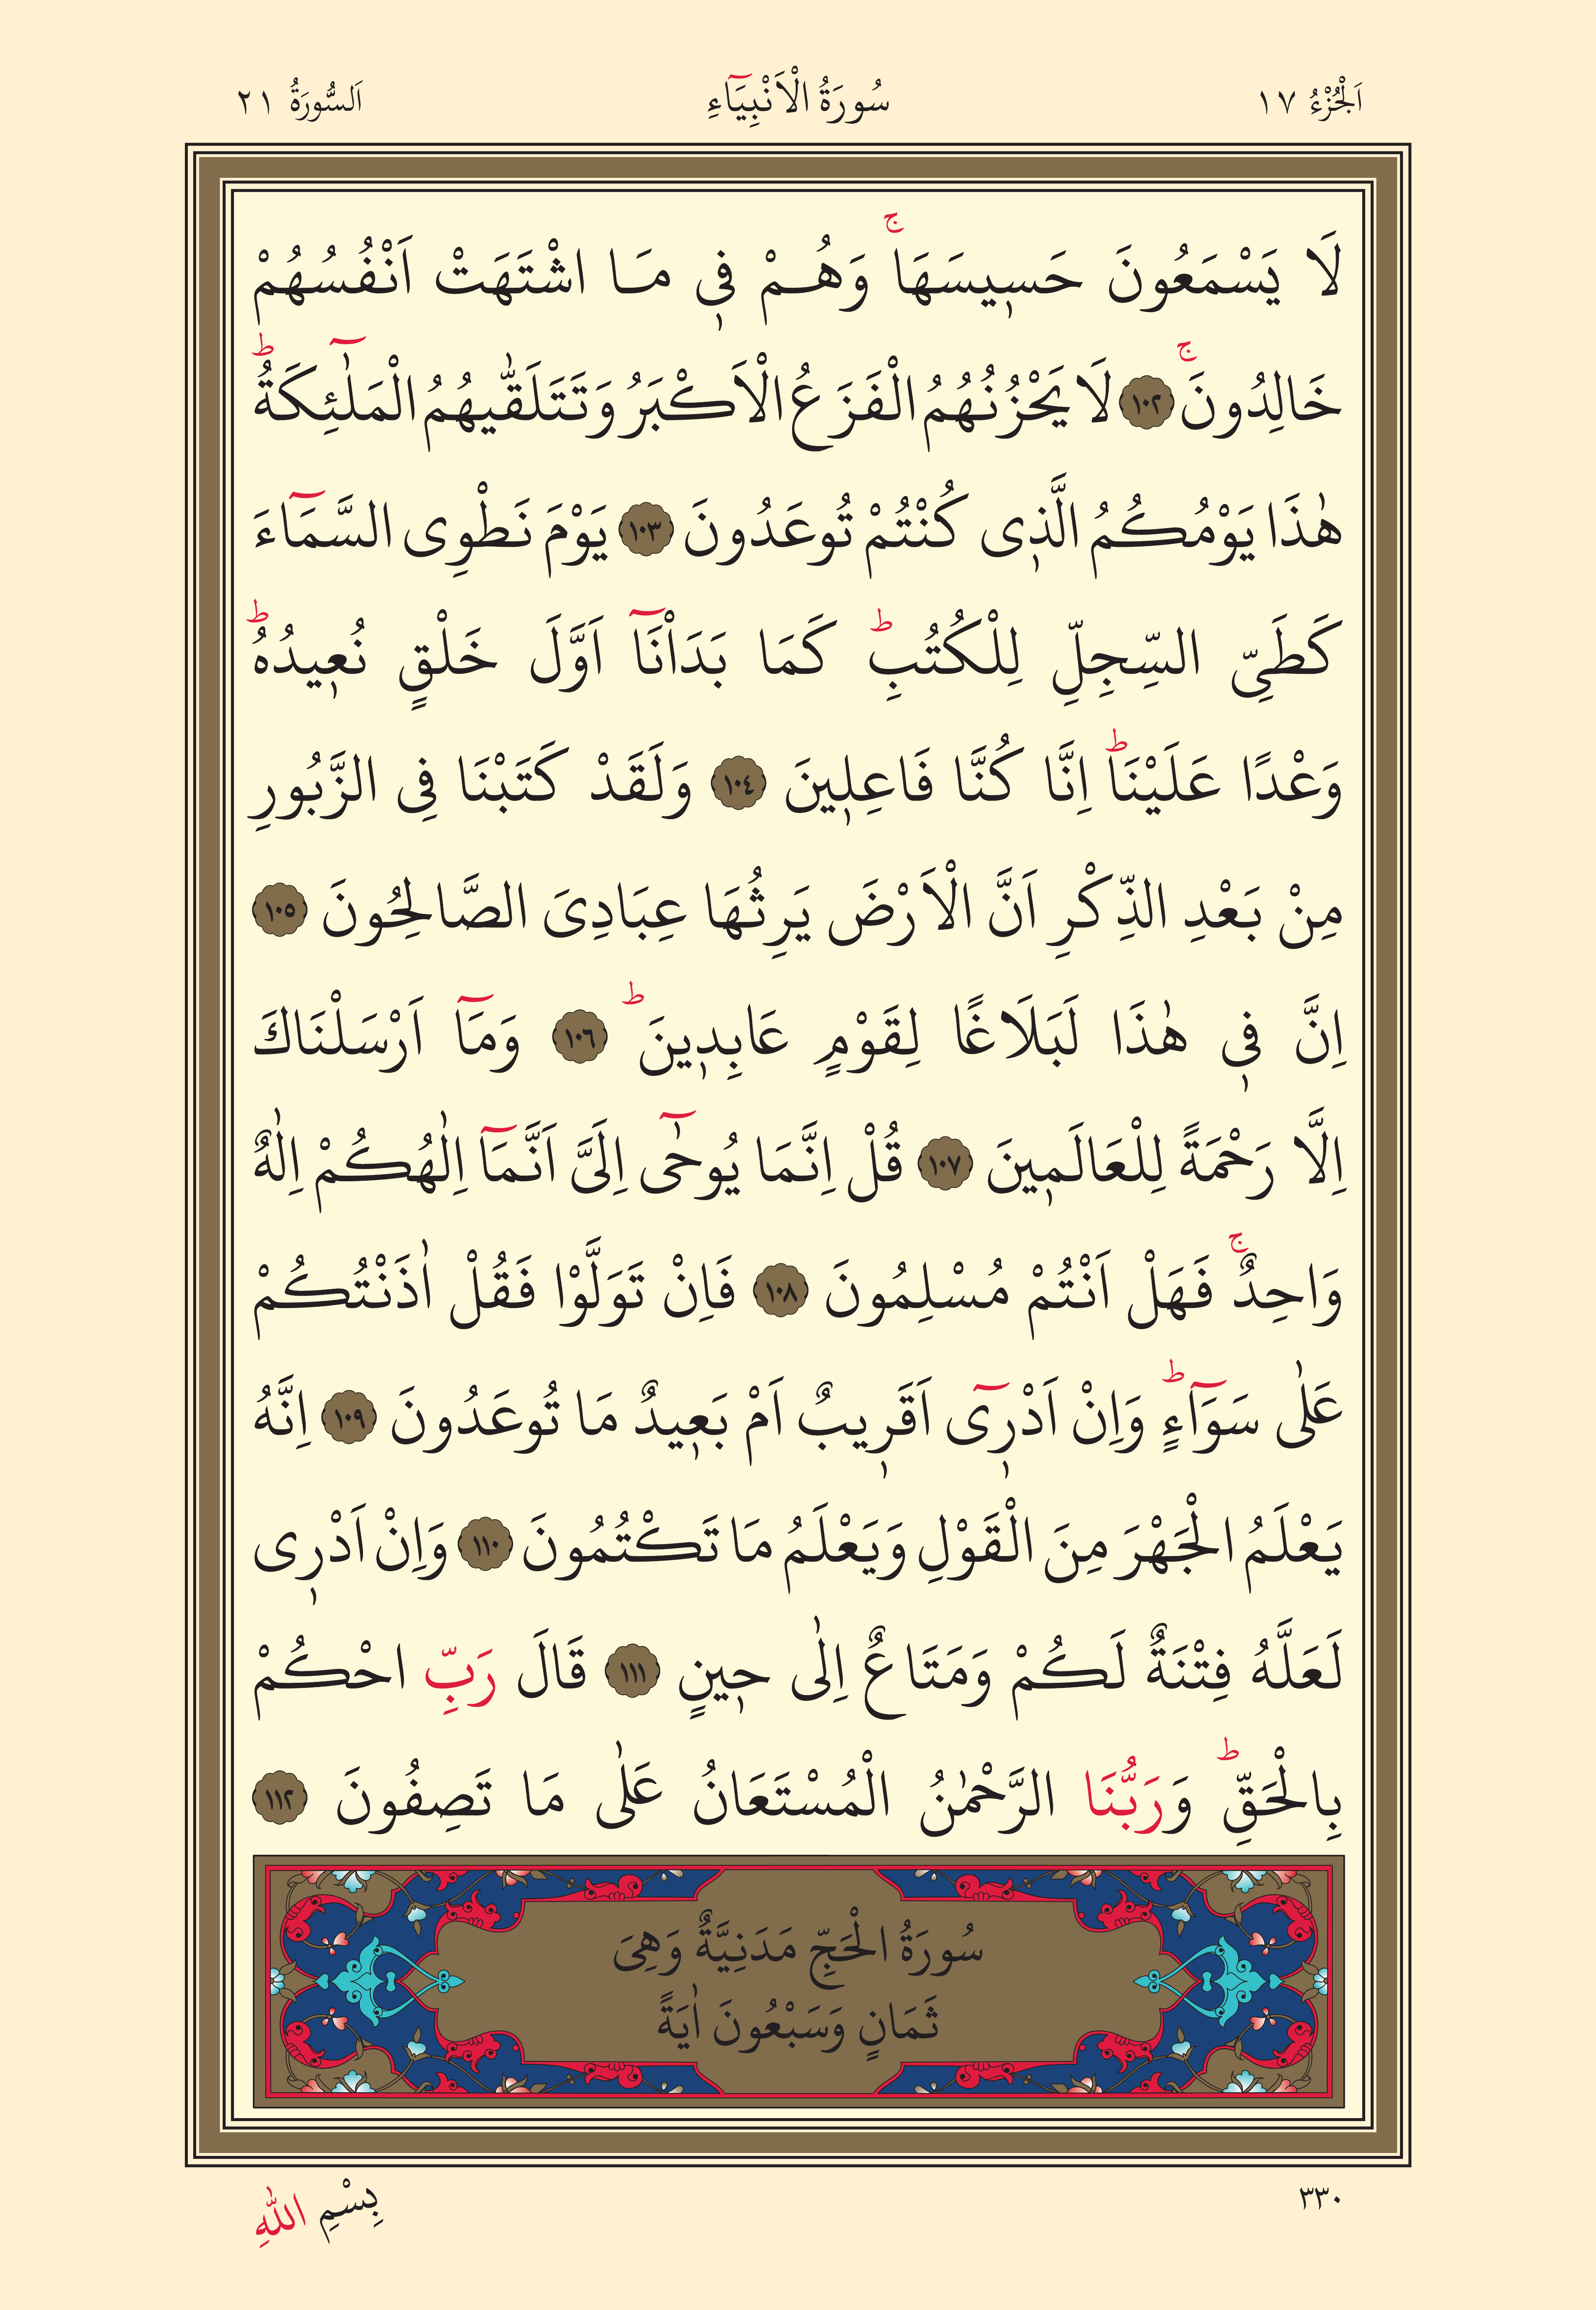 اَلْجُزْءُ ١٧
سُورَةُ الْاَنْبِيَٓاءِ
اَلسُّورَةُ ٢١
لَا يَسْمَعُونَ حَسٖيسَهَاۚ وَهُمْ فٖي مَا اشْتَهَتْ اَنْفُسُهُمْ
خَالِدُونَۚ ١٠٢ لَا يَحْزُنُهُمُ الْفَزَعُ الْاَكْبَرُ وَتَتَلَقّٰيهُمُ الْمَلٰٓئِكَةُؕ
هٰذَا يَوْمُكُمُ الَّذٖى كُنْتُمْ تُوعَدُونَ ١٠٣ يَوْمَ نَطْوِى السَّمَٓاءَ
كَطَىِّ السِّجِلِّ لِلْكُتُبِؕ كَمَا بَدَاْنَٓا اَوَّلَ خَلْقٍ نُعٖيدُهُؕ
وَعْدًا عَلَيْنَاؕ اِنَّا كُنَّا فَاعِلٖينَ ١٠٤ وَلَقَدْ كَتَبْنَا فِى الزَّبُورِ
مِنْ بَعْدِ الذِّكْرِ اَنَّ الْاَرْضَ يَرِثُهَا عِبَادِىَ الصَّالِحُونَ ١٠٥
اِنَّ فٖى هٰذَا لَبَلَاغًا لِقَوْمٍ عَابِدٖينَؕ ١٠٦ وَمَٓا اَرْسَلْنَاكَ
اِلَّا رَحْمَةً لِلْعَالَمٖينَ ١٠٧ قُلْ اِنَّمَا يُوحٰٓى اِلَىَّ اَنَّمَٓا اِلٰهُكُمْ اِلٰهٌ
وَاحِدٌۚ فَهَلْ اَنْتُمْ مُسْلِمُونَ ١٠٨ فَاِنْ تَوَلَّوْا فَقُلْ اٰذَنْتُكُمْ
عَلٰى سَوَٓاءٍؕ وَاِنْ اَدْرٖٓى اَقَرٖيبٌ اَمْ بَعٖيدٌ مَا تُوعَدُونَ ١٠٩ اِنَّهُ
يَعْلَمُ الْجَهْرَ مِنَ الْقَوْلِ وَيَعْلَمُ مَا تَكْتُمُونَ ١١٠ وَاِنْ اَدْرٖى
لَعَلَّهُ فِتْنَةٌ لَكُمْ وَمَتَاعٌ اِلٰى حٖينٍ ١١١ قَالَ رَبِّ احْكُمْ
بِالْحَقِّؕ وَرَبُّنَا الرَّحْمٰنُ الْمُسْتَعَانُ عَلٰى مَا تَصِفُونَ ١١٢
سُورَةُ الْحَجِّ مَدَنِيَّةٌ وَهِىَ
ثَمَانٍ وَسَبْعُونَ اٰيَةً
٣٣٠
بِسْمِ اللّٰهِ